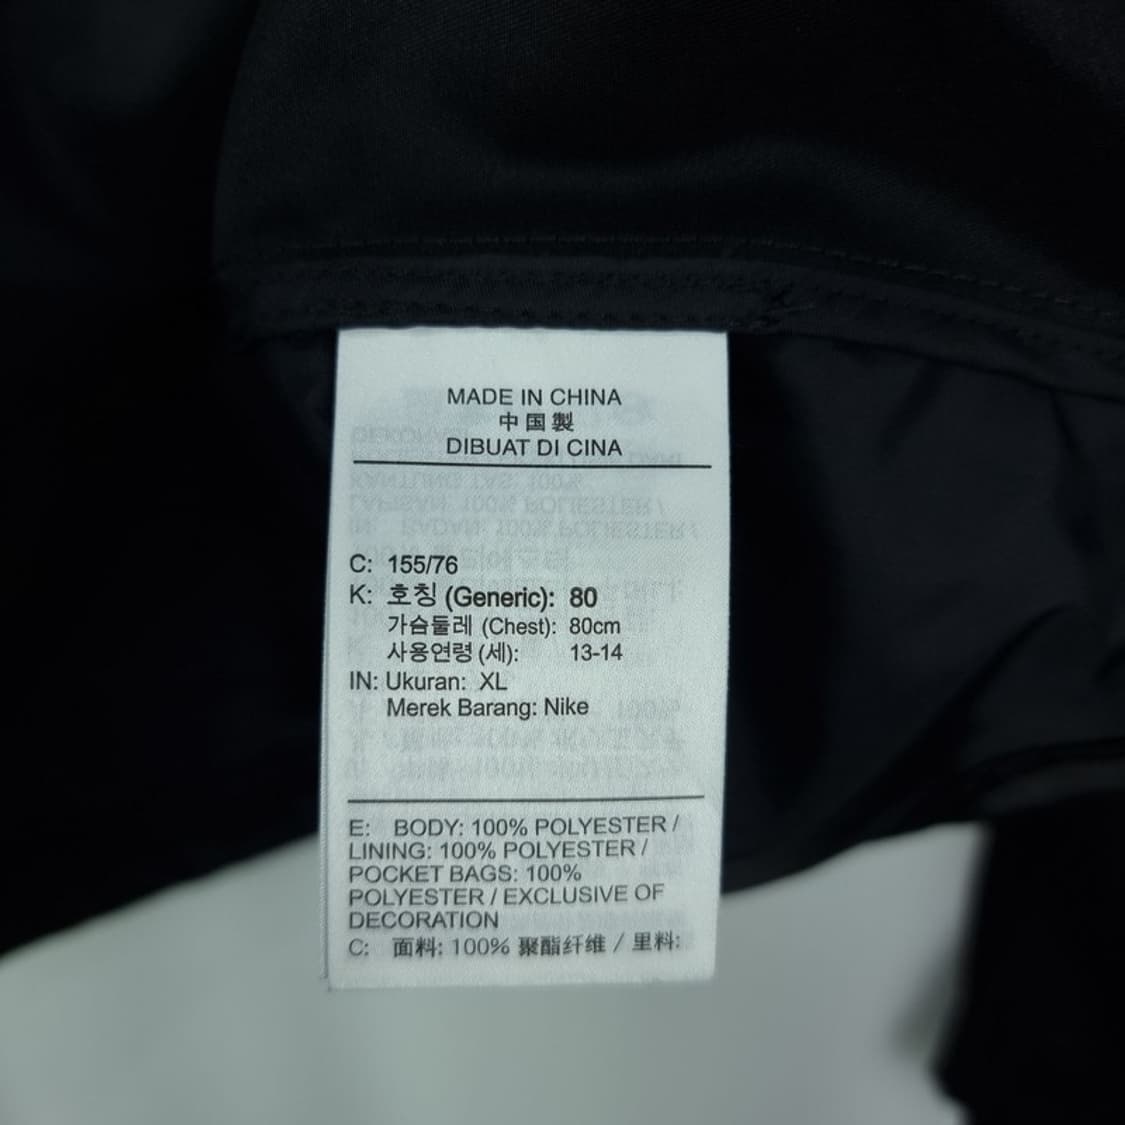 MADE IN CHINA
中国製
DIBUAT DI CINA
C: 155/76
K: 호칭 (Generic): 80
가슴둘레 (Chest): 80cm
사용연령 (세): 13-14
IN: Ukuran: XL
Merek Barang: Nike
E: BODY: 100% POLYESTER /
LINING: 100% POLYESTER /
POCKET BAGS: 100%
POLYESTER / EXCLUSIVE OF
DECORATION
C: 面料: 100% 聚酯纤维 / 里料: